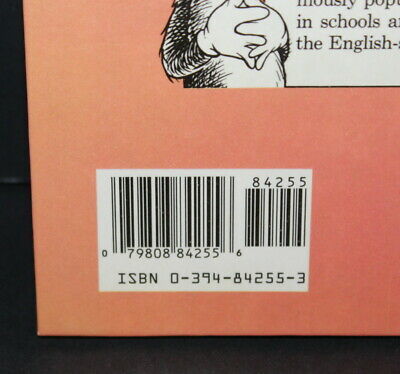 mously popu
in schools a
the English-s
84255
0 79808 84255 6
ISBN 0-394-84255-3